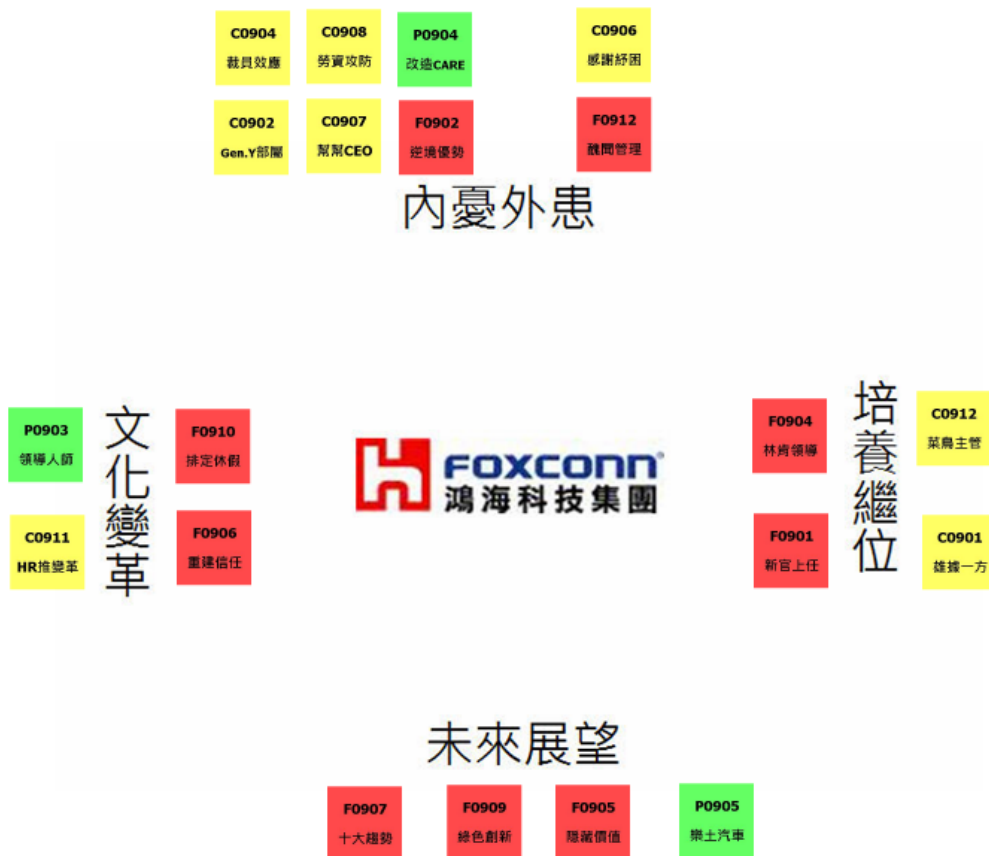 C0904 C0908 P0904 C0906
裁員效應 勞資攻防 改造CARE 感謝紓困
C0902 C0907 F0902 F0912
Gen.Y部屬 幫幫CEO 逆境優勢 醜聞管理
內憂外患
文化變革
P0903 F0910
領導人師 排定休假
C0911 F0906
HR推變革 重建信任
FOXCONN
鴻海科技集團
培養繼位
F0904 C0912
林肯領導 菜鳥主管
F0901 C0901
新官上任 雄據一方
未來展望
F0907 F0909 F0905 P0905
十大趨勢 綠色創新 隱藏價值 樂土汽車